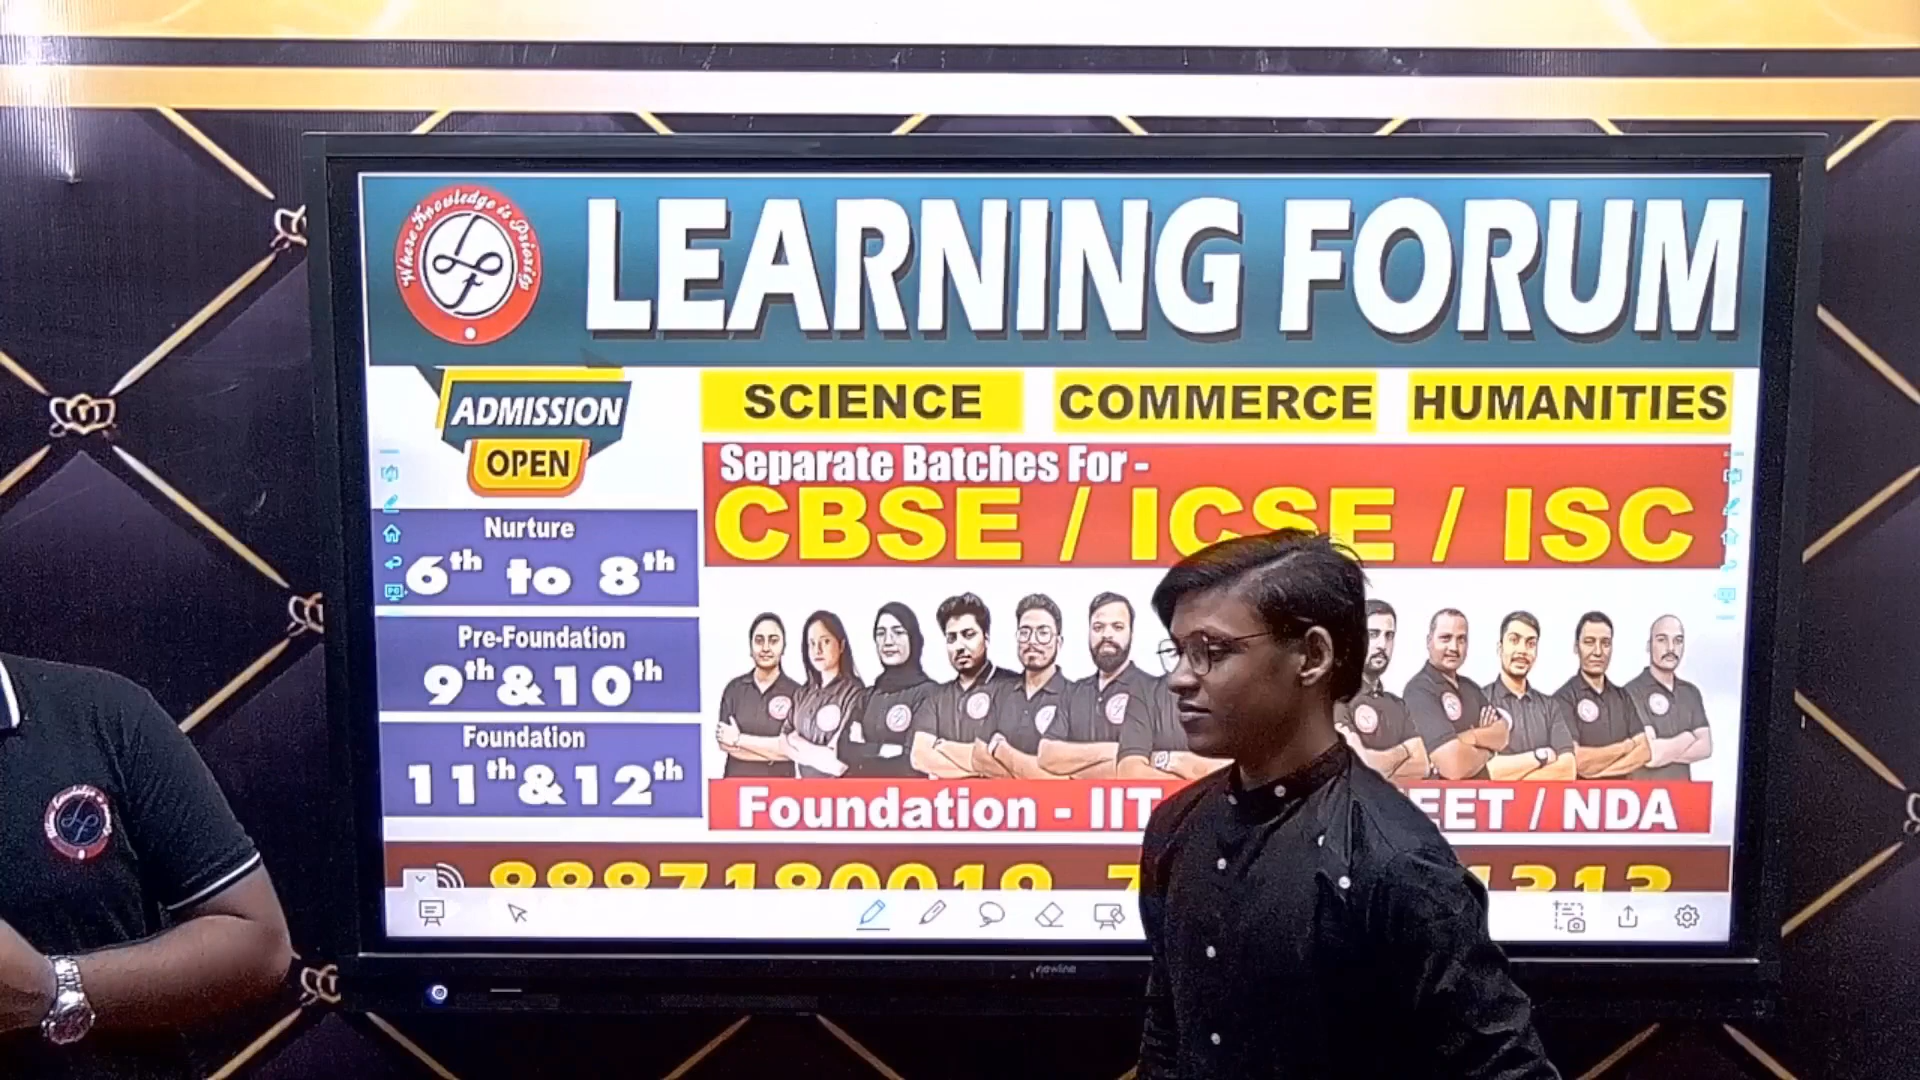 Where Knowledge is Priority
LEARNING FORUM
ADMISSION
OPEN
SCIENCE COMMERCE HUMANITIES
Separate Batches For -
CBSE / ICSE / ISC
Nurture
6th to 8th
Pre-Foundation
9th & 10th
Foundation
11th & 12th
Foundation - IIT
/ NDA
newline